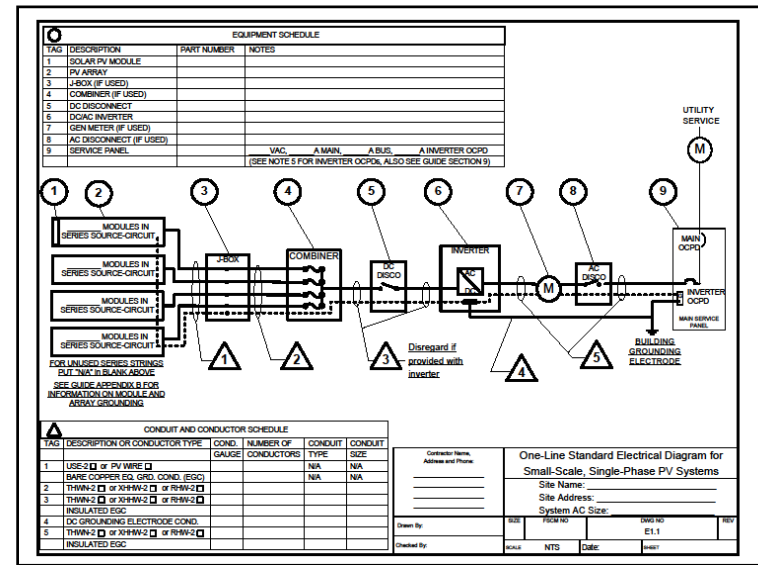 EQUIPMENT SCHEDULE
TAG DESCRIPTION PART NUMBER NOTES
1 SOLAR PV MODULE
2 PV ARRAY
3 J-BOX (IF USED)
4 COMBINER (IF USED)
5 DC DISCONNECT
6 DC/AC INVERTER
7 GEN METER (IF USED)
8 AC DISCONNECT (IF USED)
9 SERVICE PANEL _____VAC, _____A MAIN, _____A BUS, _____A INVERTER OCPD
(SEE NOTE 5 FOR INVERTER OCPDs, ALSO SEE GUIDE SECTION 9)
UTILITY
SERVICE
M
1
2
3
4
5
6
7
8
9
_____ MODULES IN
SERIES SOURCE-CIRCUIT
_____ MODULES IN
SERIES SOURCE-CIRCUIT
_____ MODULES IN
SERIES SOURCE-CIRCUIT
_____ MODULES IN
SERIES SOURCE-CIRCUIT
J-BOX
COMBINER
DC
DISCO
INVERTER
AC
DC
M
AC
DISCO
MAIN
OCPD
INVERTER
OCPD
MAIN SERVICE
PANEL
BUILDING
GROUNDING
ELECTRODE
FOR UNUSED SERIES STRINGS
PUT "N/A" in BLANK ABOVE
SEE GUIDE APPENDIX B FOR
INFORMATION ON MODULE AND
ARRAY GROUNDING
1
2
3
Disregard if
provided with
inverter
4
5
CONDUIT AND CONDUCTOR SCHEDULE
TAG DESCRIPTION OR CONDUCTOR TYPE COND. GAUGE NUMBER OF CONDUCTORS CONDUIT TYPE CONDUIT SIZE
1 USE-2 □ or PV WIRE □ N/A N/A
BARE COPPER EQ. GRD. COND. (EGC) N/A N/A
2 THWN-2 □ or XHHW-2 □ or RHW-2 □
3 THWN-2 □ or XHHW-2 □ or RHW-2 □
INSULATED EGC
4 DC GROUNDING ELECTRODE COND.
5 THWN-2 □ or XHHW-2 □ or RHW-2 □
INSULATED EGC
Contractor Name,
Address and Phone:
One-Line Standard Electrical Diagram for
Small-Scale, Single-Phase PV Systems
Site Name:
Site Address:
System AC Size:
Drawn By:
Checked By:
SIZE FSCM NO DWG NO REV
E1.1
SCALE NTS Date: SHEET